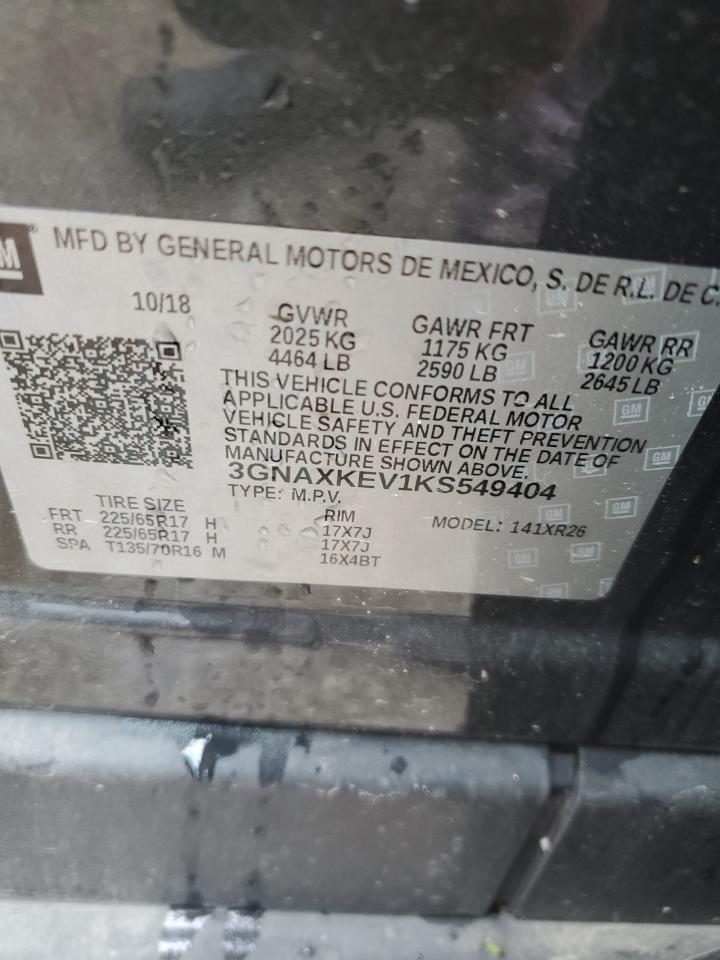 GM
MFD BY GENERAL MOTORS DE MEXICO, S. DE R.L. DE C.
10/18
GVWR
2025 KG
4464 LB
GAWR FRT
1175 KG
2590 LB
GAWR RR
1200 KG
2645 LB
THIS VEHICLE CONFORMS TO ALL
APPLICABLE U.S. FEDERAL MOTOR
VEHICLE SAFETY AND THEFT PREVENTION
STANDARDS IN EFFECT ON THE DATE OF
MANUFACTURE SHOWN ABOVE.
3GNAXKEV1KS549404
TYPE: M.P.V.
TIRE SIZE
RIM
MODEL: 141XR26
FRT 225/65R17 H 17X7J
RR 225/65R17 H 17X7J
SPA T135/70R16 M 16X4BT